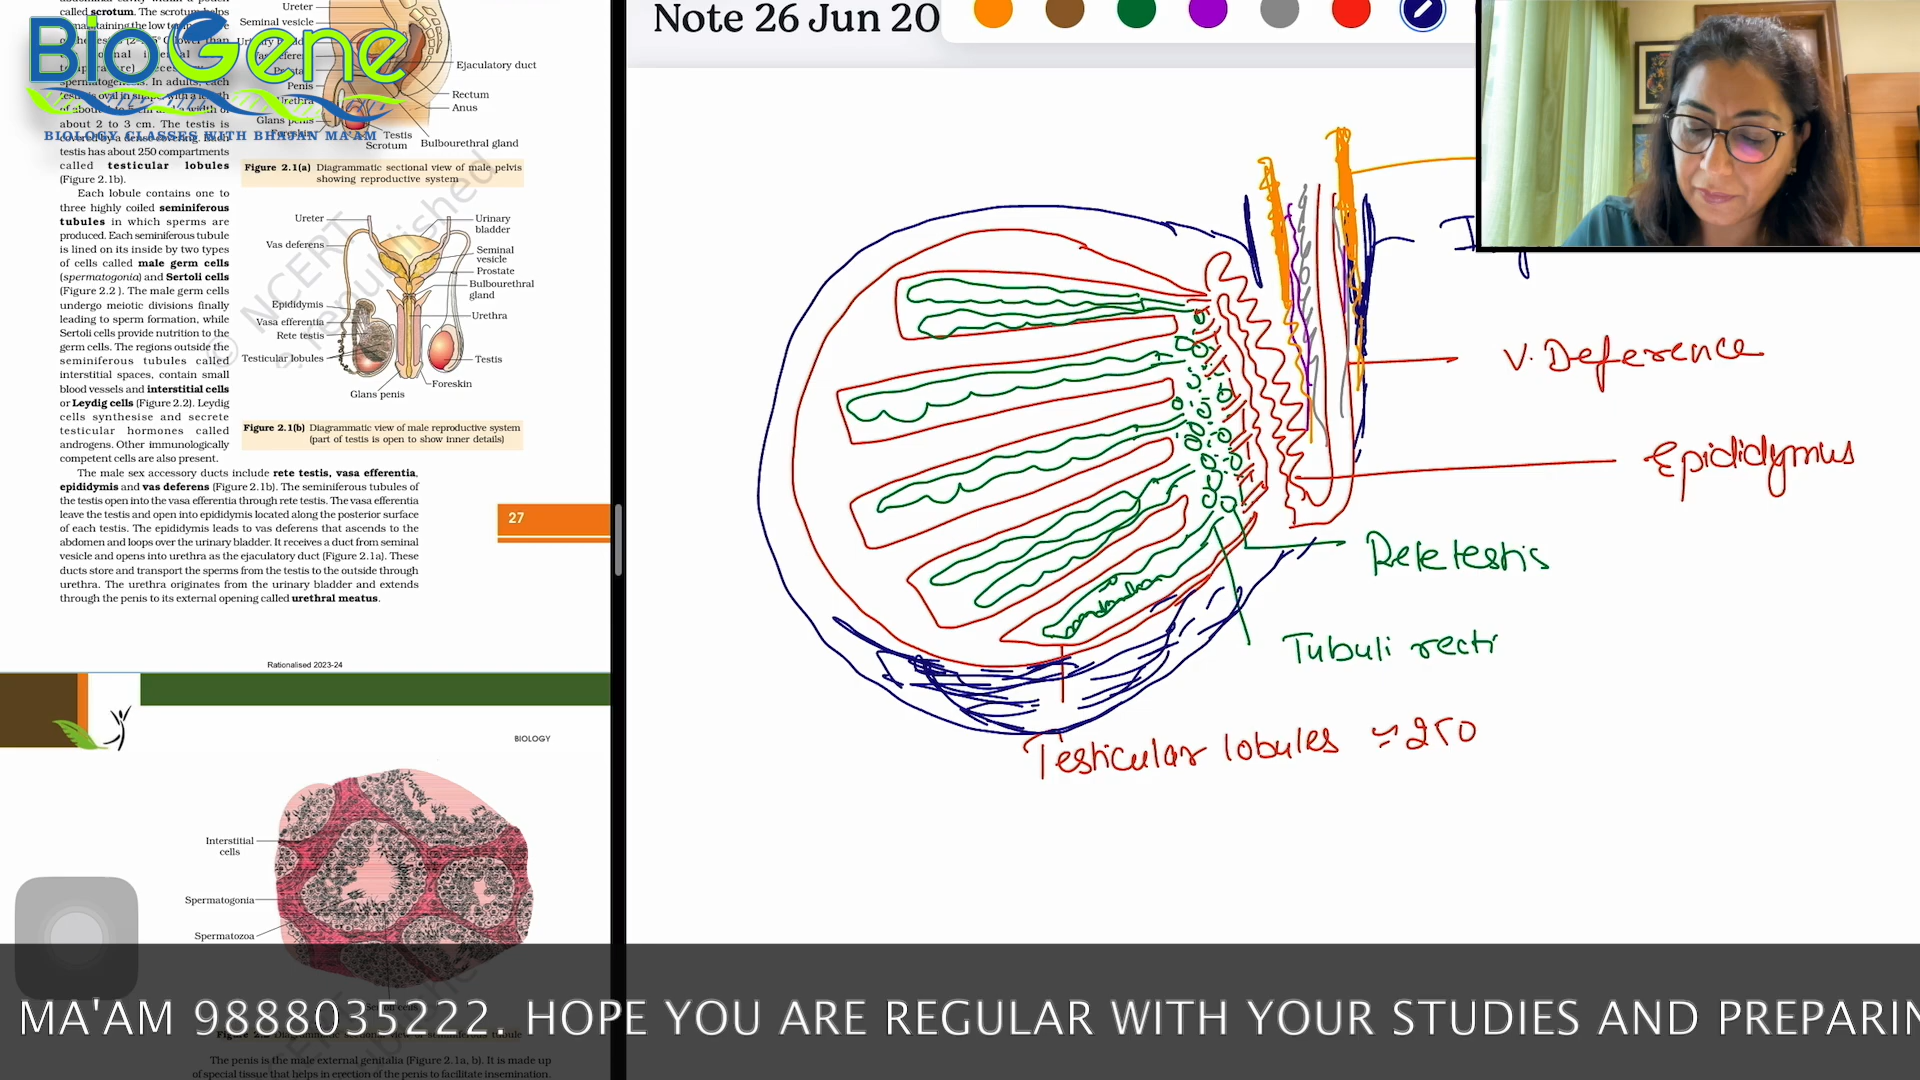 called scrotum. The scrotum helps
about 2 to 3 cm. The testis is
testis has about 250 compartments
called testicular lobules
(Figure 2.1b).
Each lobule contains one to
three highly coiled seminiferous
tubules in which sperms are
produced. Each seminiferous tubule
is lined on its inside by two types
of cells called male germ cells
(spermatogonia) and Sertoli cells
(Figure 2.2 ). The male germ cells
undergo meiotic divisions finally
leading to sperm formation, while
Sertoli cells provide nutrition to the
germ cells. The regions outside the
seminiferous tubules called
interstitial spaces, contain small
blood vessels and interstitial cells
or Leydig cells (Figure 2.2). Leydig
cells synthesise and secrete
testicular hormones called
androgens. Other immunologically
competent cells are also present.
The male sex accessory ducts include rete testis, vasa efferentia,
epididymis and vas deferens (Figure 2.1b). The seminiferous tubules of
the testis open into the vasa efferentia through rete testis. The vasa efferentia
leave the testis and open into epididymis located along the posterior surface
of each testis. The epididymis leads to vas deferens that ascends to the
abdomen and loops over the urinary bladder. It receives a duct from seminal
vesicle and opens into urethra as the ejaculatory duct (Figure 2.1a). These
ducts store and transport the sperms from the testis to the outside through
urethra. The urethra originates from the urinary bladder and extends
through the penis to its external opening called urethral meatus.
BioGene
BIOLOGY CLASSES WITH BHAJAN MA'AM
Ureter
Seminal vesicle
Penis
Ejaculatory duct
Rectum
Anus
Testis
Scrotum
Bulbourethral gland
Figure 2.1(a) Diagrammatic sectional view of male pelvis
showing reproductive system
Ureter
Vas deferens
Epididymis
Vasa efferentia
Rete testis
Testicular lobules
Glans penis
Urinary
bladder
Seminal
vesicle
Prostate
Bulbourethral
gland
Urethra
Testis
Foreskin
© NCERT
Figure 2.1(b) Diagrammatic view of male reproductive system
(part of testis is open to show inner details)
27
Rationalised 2023-24
BIOLOGY
Interstitial
cells
Spermatogonia
Spermatozoa
The penis is the male external genitalia (Figure 2.1a, b). It is made up
of special tissue that helps in erection of the penis to facilitate insemination.
Note 26 Jun 20
V. Deference
Epididymus
Rete testis
Tubuli recti
Testicular lobules ≃ 250
MA'AM 9888035222. HOPE YOU ARE REGULAR WITH YOUR STUDIES AND PREPARIN